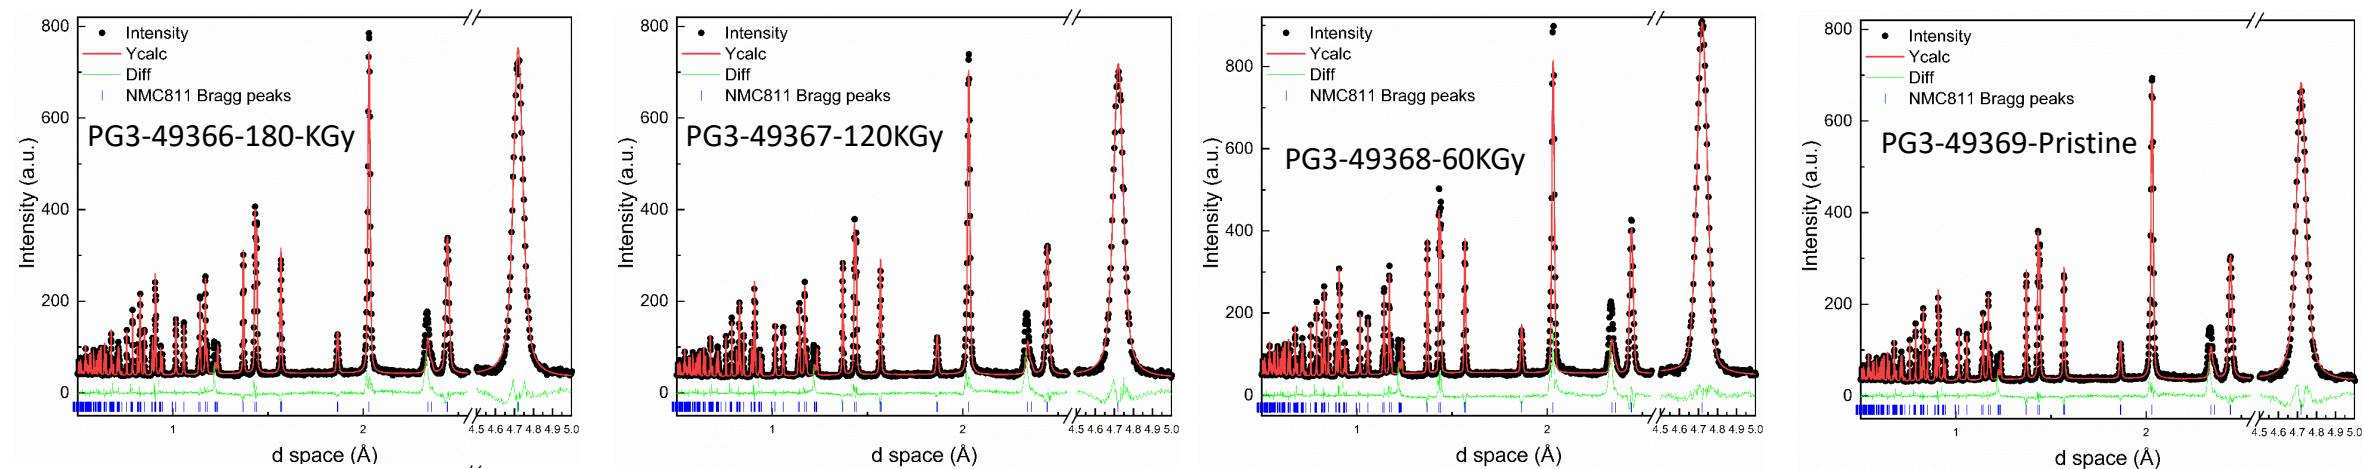 800
600
400
200
0
Intensity (a.u.)
Intensity
Ycalc
Diff
NMC811 Bragg peaks
PG3-49366-180-KGy
1
2
4.5 4.6 4.7 4.8 4.9 5.0
d space (Å)
800
600
400
200
0
Intensity (a.u.)
Intensity
Ycalc
Diff
NMC811 Bragg peaks
PG3-49367-120KGy
1
2
4.5 4.6 4.7 4.8 4.9 5.0
d space (Å)
800
600
400
200
0
Intensity (a.u.)
Intensity
Ycalc
Diff
NMC811 Bragg peaks
PG3-49368-60KGy
1
2
4.5 4.6 4.7 4.8 4.9 5.0
d space (Å)
800
600
400
200
0
Intensity (a.u.)
Intensity
Ycalc
Diff
NMC811 Bragg peaks
PG3-49369-Pristine
1
2
4.5 4.6 4.7 4.8 4.9 5.0
d space (Å)